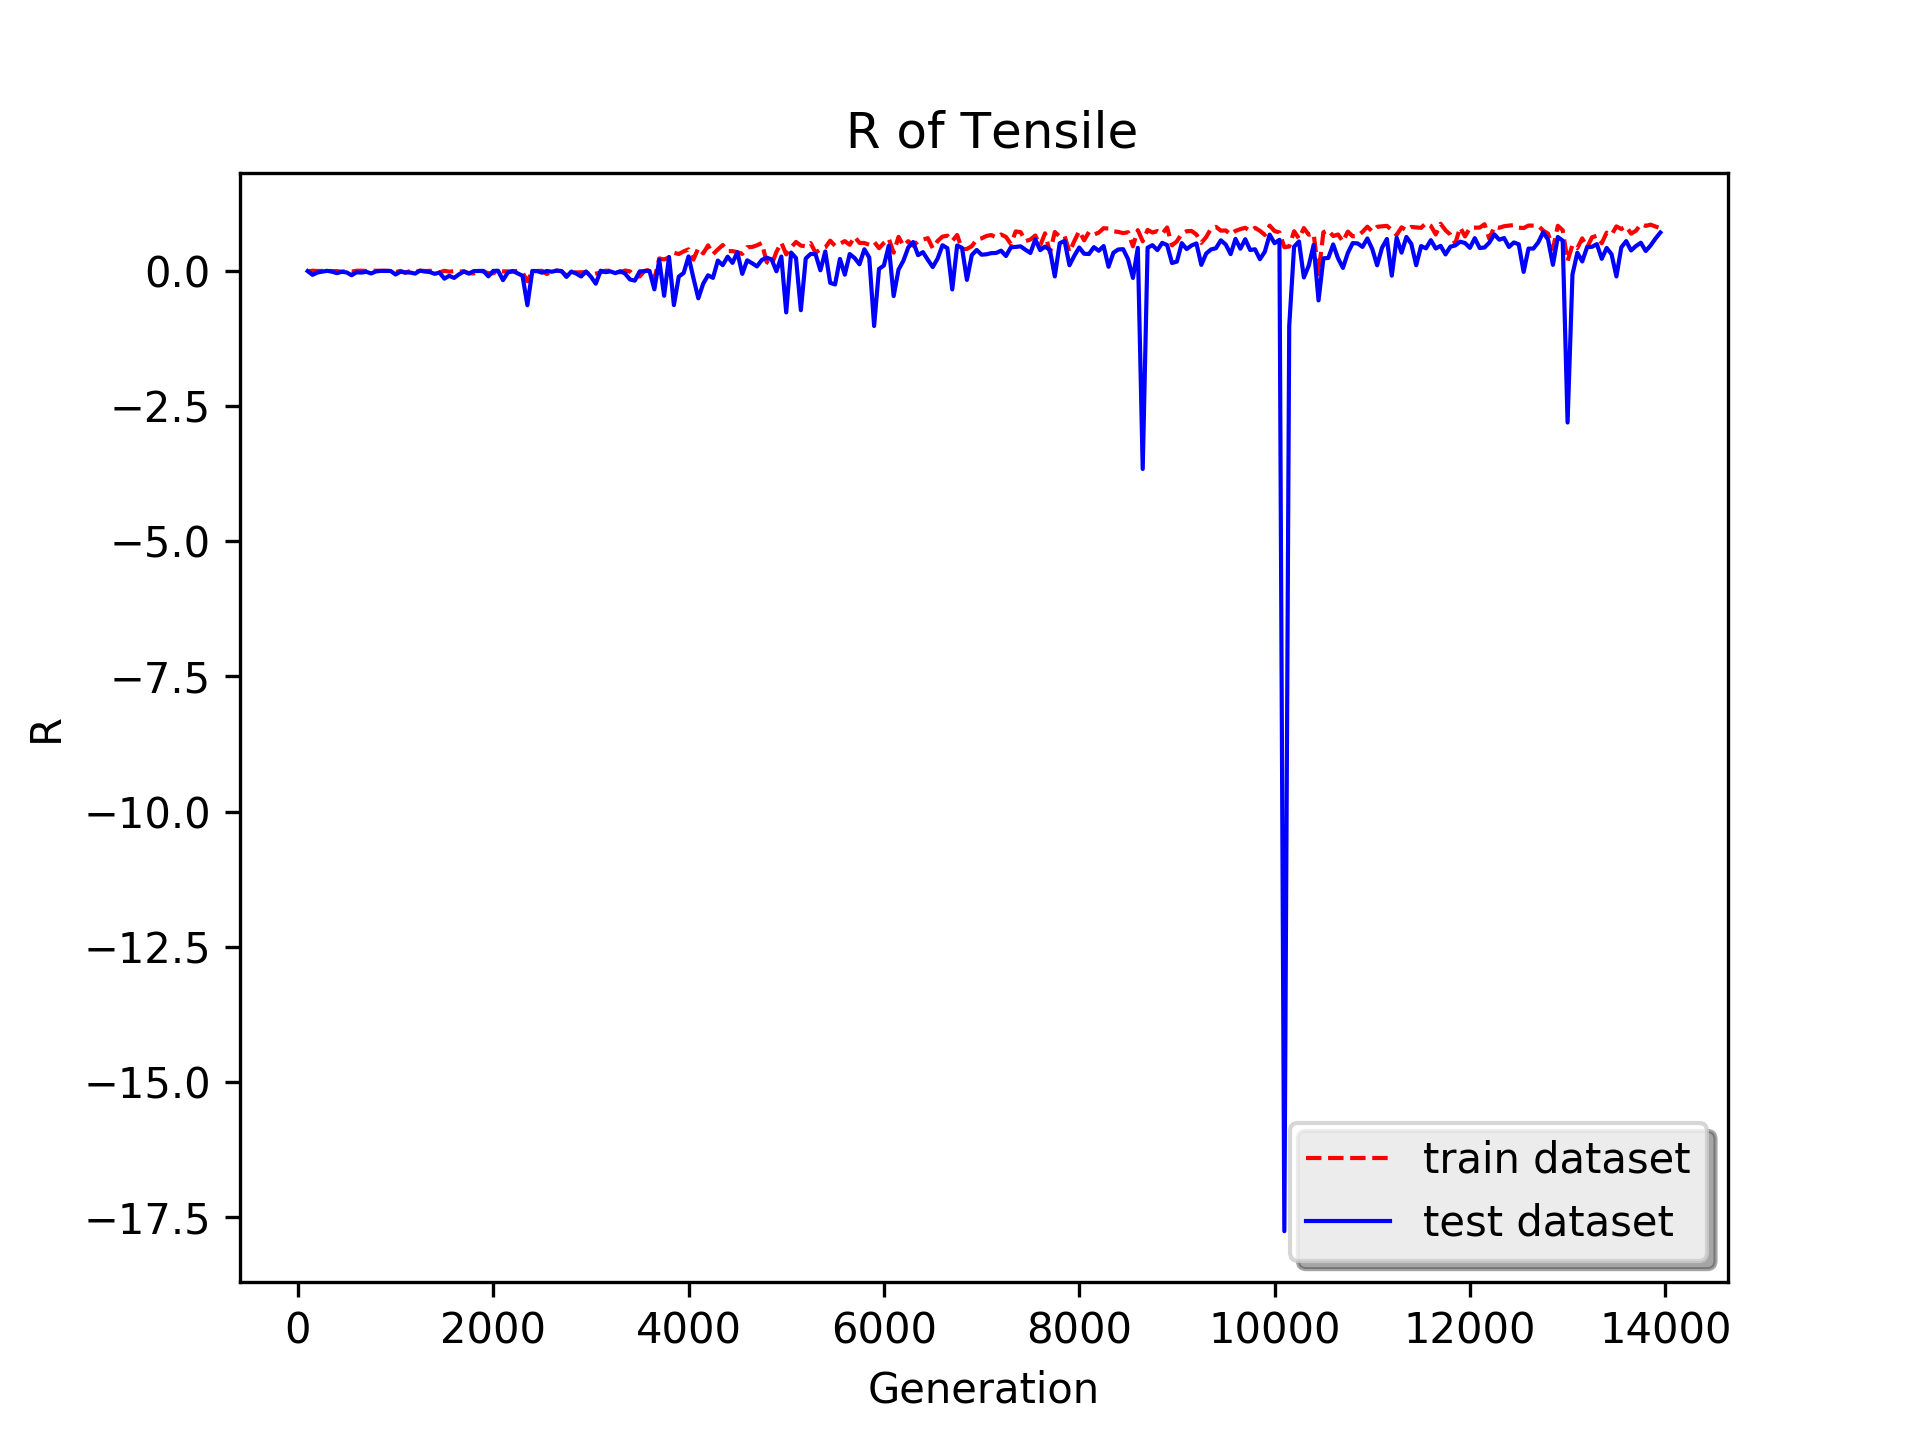 R of Tensile
0.0
−2.5
−5.0
−7.5
−10.0
−12.5
−15.0
−17.5
R
train dataset
test dataset
0 2000 4000 6000 8000 10000 12000 14000
Generation